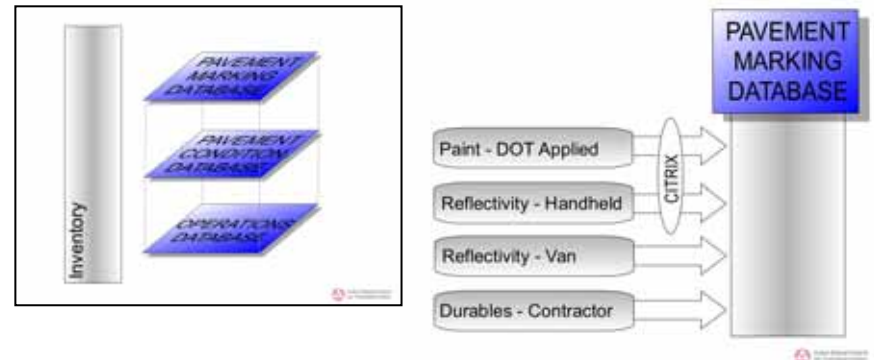 Inventory
PAVEMENT
MARKING
DATABASE
PAVEMENT
CONDITION
DATABASE
OPERATIONS
DATABASE
PAVEMENT
MARKING
DATABASE
Paint - DOT Applied
Reflectivity - Handheld
Reflectivity - Van
Durables - Contractor
CITRIX